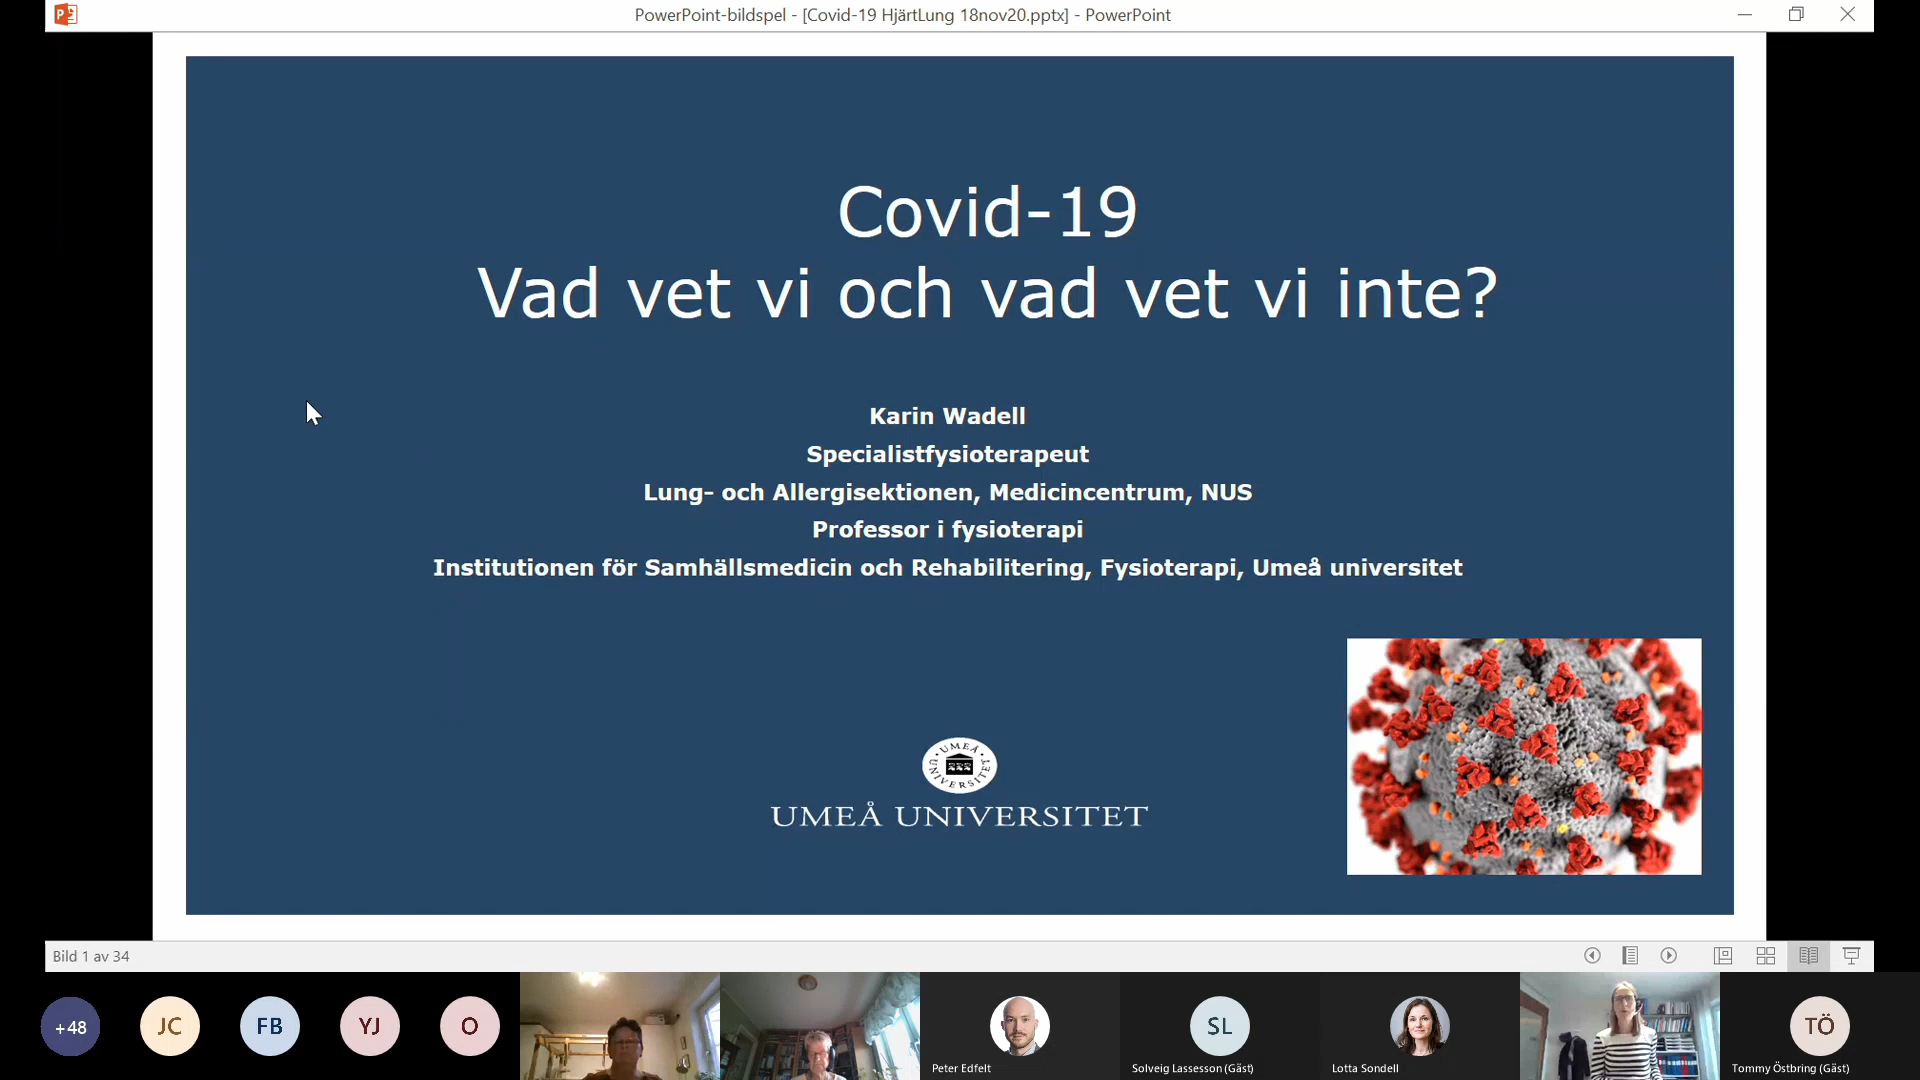 PowerPoint-bildspel - [Covid-19 HjärtLung 18nov20.pptx] - PowerPoint
Covid-19
Vad vet vi och vad vet vi inte?
Karin Wadell
Specialistfysioterapeut
Lung- och Allergisektionen, Medicincentrum, NUS
Professor i fysioterapi
Institutionen för Samhällsmedicin och Rehabilitering, Fysioterapi, Umeå universitet
UMEÅ UNIVERSITET
UMEÅ UNIVERSITET
Bild 1 av 34
+48
JC
FB
YJ
O
SL
TÖ
Peter Edfelt
Solveig Lassesson (Gäst)
Lotta Sondell
Tommy Östbring (Gäst)